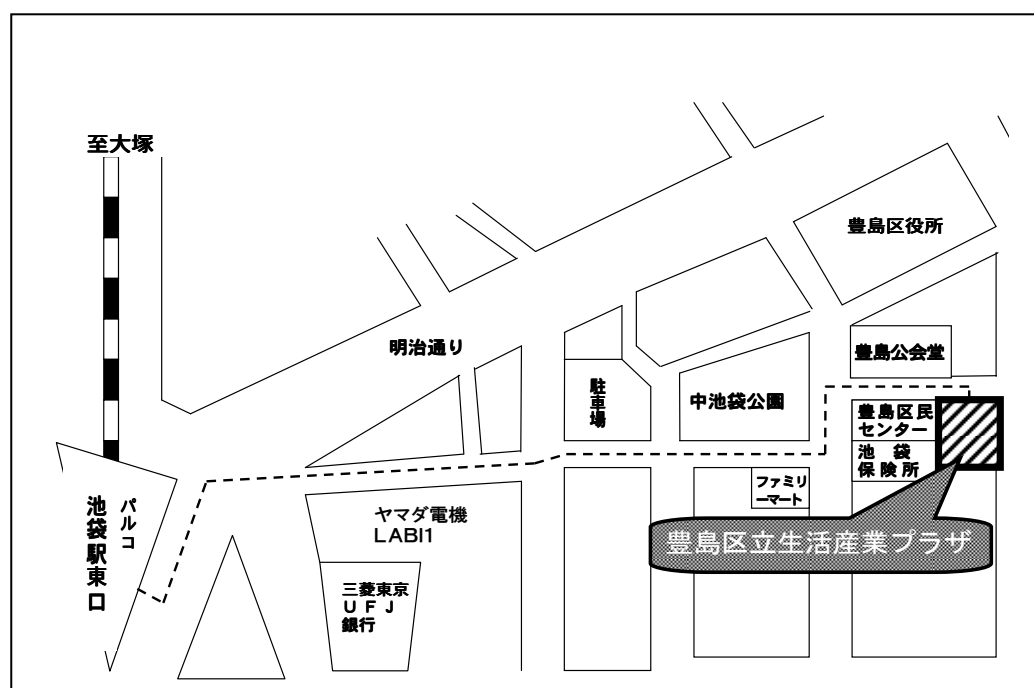 至大塚
豊島区役所
明治通り
豊島公会堂
駐車場
中池袋公園
豊島区民
センター
池袋
保険所
ファミリ
ーマート
パルコ
池袋駅東口
ヤマダ電機
LABI1
豊島区立生活産業プラザ
三菱東京
UFJ
銀行